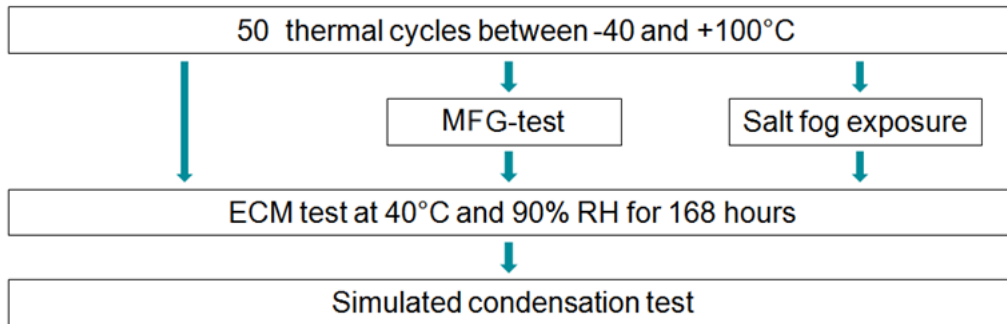 50 thermal cycles between -40 and +100°C
MFG-test
Salt fog exposure
ECM test at 40°C and 90% RH for 168 hours
Simulated condensation test